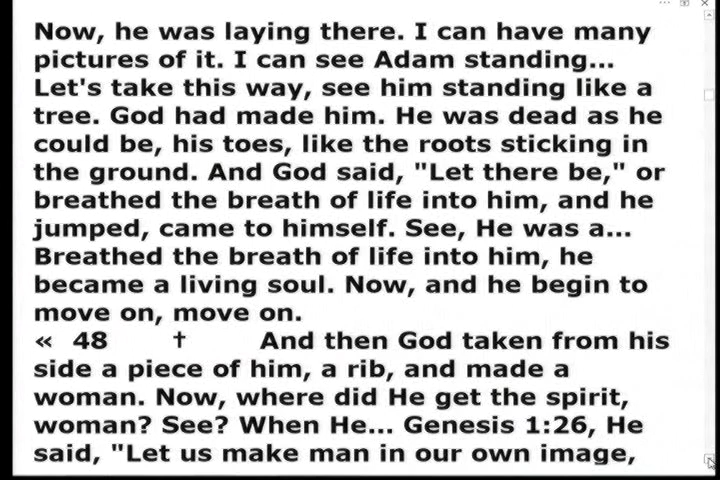 Now, he was laying there. I can have many
pictures of it. I can see Adam standing...
Let's take this way, see him standing like a
tree. God had made him. He was dead as he
could be, his toes, like the roots sticking in
the ground. And God said, "Let there be," or
breathed the breath of life into him, and he
jumped, came to himself. See, He was a...
Breathed the breath of life into him, he
became a living soul. Now, and he begin to
move on, move on.
« 48 † And then God taken from his
side a piece of him, a rib, and made a
woman. Now, where did He get the spirit,
woman? See? When He... Genesis 1:26, He
said, "Let us make man in our own image,